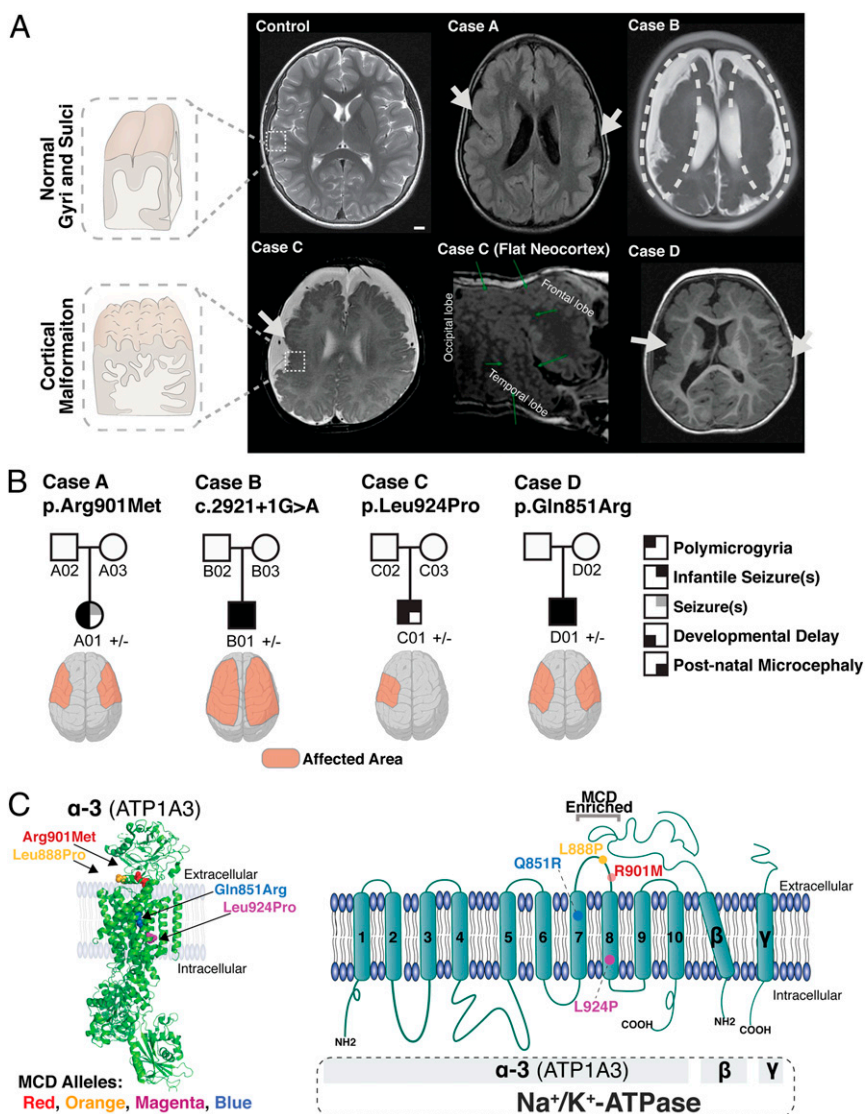 A
Normal
Gyri and Sulci
Control
Case A
Case B
Cortical
Malformaiton
Case C
Case C (Flat Neocortex)
Case D
Occipital lobe
Frontal lobe
Temporal lobe
B
Case A
p.Arg901Met
Case B
c.2921+1G>A
Case C
p.Leu924Pro
Case D
p.Gln851Arg
A02
A03
B02
B03
C02
C03
D02
A01 +/-
B01 +/-
C01 +/-
D01 +/-
Polymicrogyria
Infantile Seizure(s)
Seizure(s)
Developmental Delay
Post-natal Microcephaly
Affected Area
C
α-3 (ATP1A3)
Arg901Met
Leu888Pro
Extracellular
Gln851Arg
Leu924Pro
Intracellular
MCD Alleles:
Red, Orange, Magenta, Blue
MCD
Enriched
L888P
Q851R
R901M
Extracellular
1 2 3 4 5 6 7 8 9 10 β γ
L924P
Intracellular
NH2
COOH
NH2
COOH
α-3 (ATP1A3) β γ
Na⁺/K⁺-ATPase